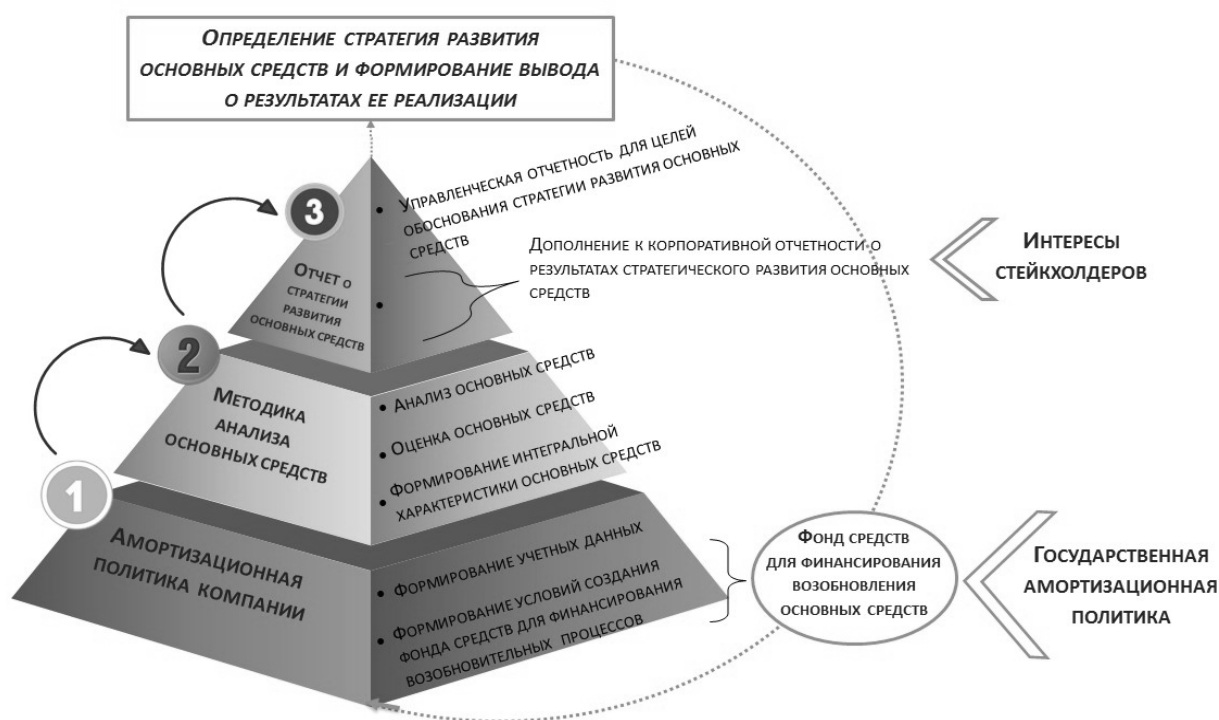 ОПРЕДЕЛЕНИЕ СТРАТЕГИЯ РАЗВИТИЯ
ОСНОВНЫХ СРЕДСТВ И ФОРМИРОВАНИЕ ВЫВОДА
О РЕЗУЛЬТАТАХ ЕЕ РЕАЛИЗАЦИИ
3
ОТЧЕТ О
СТРАТЕГИИ
РАЗВИТИЯ
ОСНОВНЫХ СРЕДСТВ
• УПРАВЛЕНЧЕСКАЯ ОТЧЕТНОСТЬ ДЛЯ ЦЕЛЕЙ
ОБОСНОВАНИЯ СТРАТЕГИИ РАЗВИТИЯ ОСНОВНЫХ
СРЕДСТВ
•
ДОПОЛНЕНИЕ К КОРПОРАТИВНОЙ ОТЧЕТНОСТИ О
РЕЗУЛЬТАТАХ СТРАТЕГИЧЕСКОГО РАЗВИТИЯ ОСНОВНЫХ
СРЕДСТВ
ИНТЕРЕСЫ
СТЕЙКХОЛДЕРОВ
2
МЕТОДИКА
АНАЛИЗА
ОСНОВНЫХ СРЕДСТВ
• АНАЛИЗ ОСНОВНЫХ СРЕДСТВ
• ОЦЕНКА ОСНОВНЫХ СРЕДСТВ
• ФОРМИРОВАНИЕ ИНТЕГРАЛЬНОЙ
ХАРАКТЕРИСТИКИ ОСНОВНЫХ СРЕДСТВ
1
АМОРТИЗАЦИОННАЯ
ПОЛИТИКА КОМПАНИИ
• ФОРМИРОВАНИЕ УЧЕТНЫХ ДАННЫХ
• ФОРМИРОВАНИЕ УСЛОВИЙ СОЗДАНИЯ
ФОНДА СРЕДСТВ ДЛЯ ФИНАНСИРОВАНИЯ
ВОЗОБНОВИТЕЛЬНЫХ ПРОЦЕССОВ
ФОНД СРЕДСТВ
ДЛЯ ФИНАНСИРОВАНИЯ
ВОЗОБНОВЛЕНИЯ
ОСНОВНЫХ СРЕДСТВ
ГОСУДАРСТВЕННАЯ
АМОРТИЗАЦИОННАЯ
ПОЛИТИКА